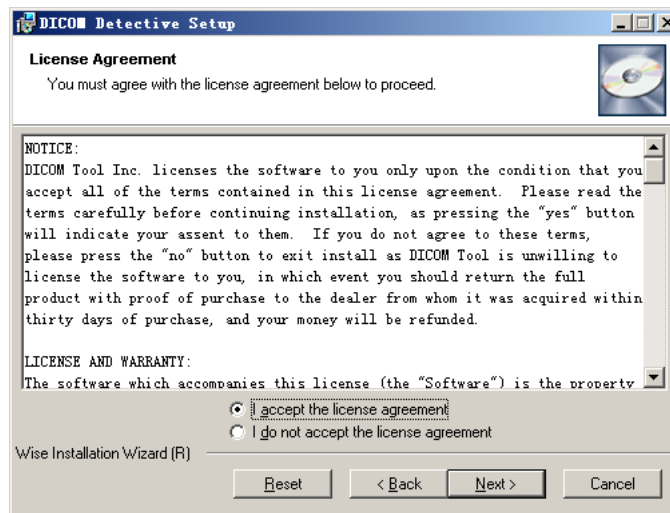 DICOM Detective Setup
License Agreement
You must agree with the license agreement below to proceed.
NOTICE:
DICOM Tool Inc. licenses the software to you only upon the condition that you
accept all of the terms contained in this license agreement.  Please read the
terms carefully before continuing installation, as pressing the "yes" button
will indicate your assent to them.  If you do not agree to these terms,
please press the "no" button to exit install as DICOM Tool is unwilling to
license the software to you, in which event you should return the full
product with proof of purchase to the dealer from whom it was acquired within
thirty days of purchase, and your money will be refunded.
LICENSE AND WARRANTY:
The software which accompanies this license (the "Software") is the property
I accept the license agreement
I do not accept the license agreement
Wise Installation Wizard (R)
Reset
< Back
Next >
Cancel